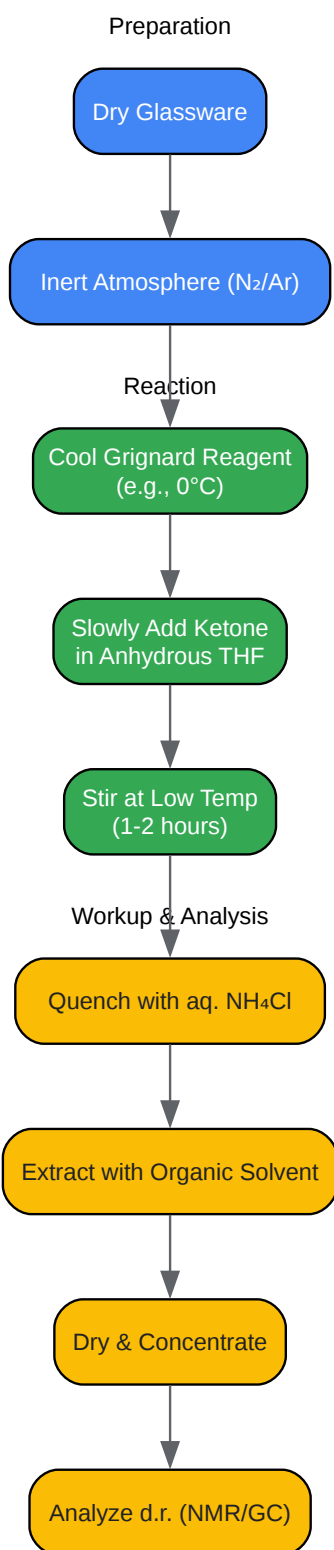 Preparation
Dry Glassware
Inert Atmosphere (N₂/Ar)
Reaction
Cool Grignard Reagent
(e.g., 0°C)
Slowly Add Ketone
in Anhydrous THF
Stir at Low Temp
(1-2 hours)
Workup & Analysis
Quench with aq. NH₄Cl
Extract with Organic Solvent
Dry & Concentrate
Analyze d.r. (NMR/GC)